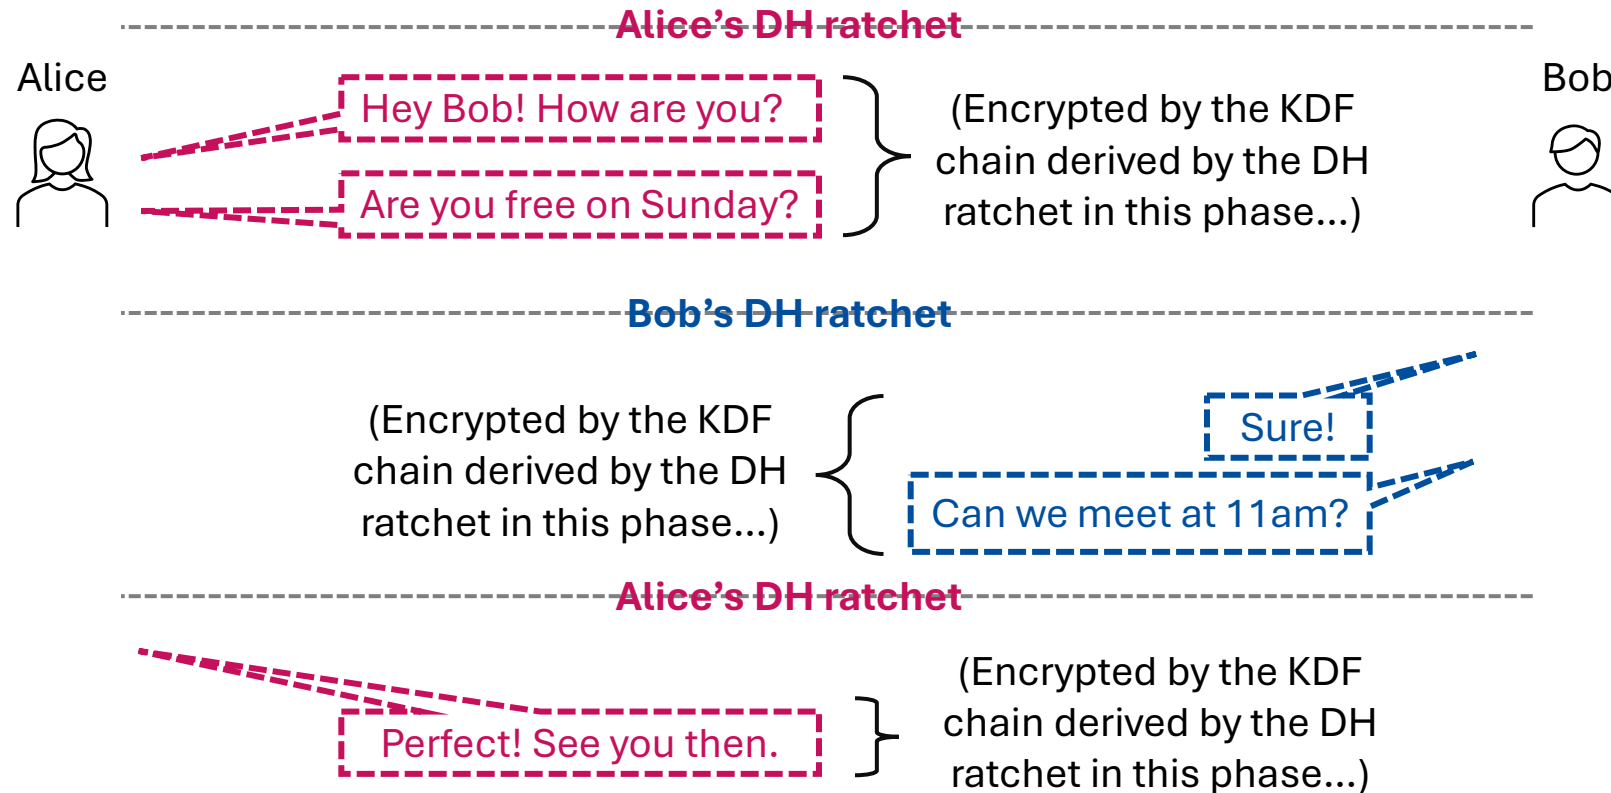 Alice's DH ratchet
Alice
Bob
Hey Bob! How are you?
Are you free on Sunday?
(Encrypted by the KDF
chain derived by the DH
ratchet in this phase...)
Bob's DH ratchet
(Encrypted by the KDF
chain derived by the DH
ratchet in this phase...)
Sure!
Can we meet at 11am?
Alice's DH ratchet
Perfect! See you then.
(Encrypted by the KDF
chain derived by the DH
ratchet in this phase...)